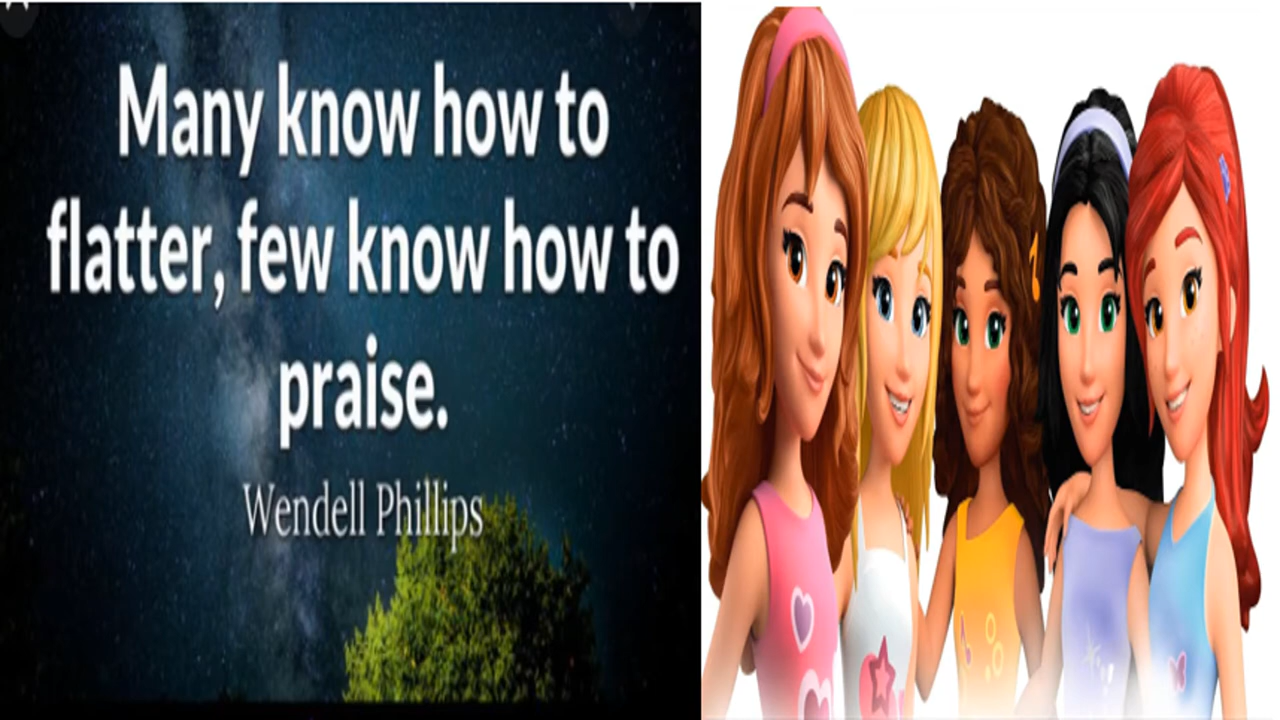 Many know how to
flatter, few know how to
praise.
Wendell Phillips